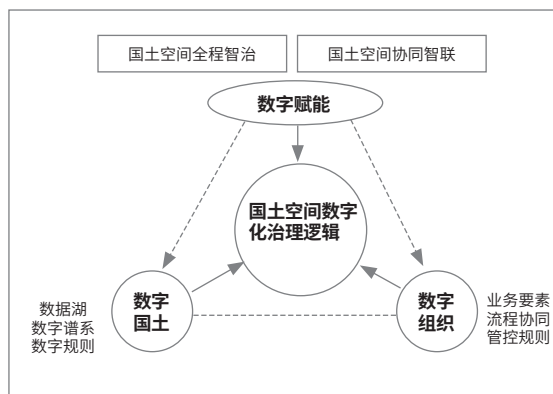 国土空间全程智治
国土空间协同智联
数字赋能
国土空间数字
化治理逻辑
数据湖
数字谱系
数字规则
数字
国土
数字
组织
业务要素
流程协同
管控规则